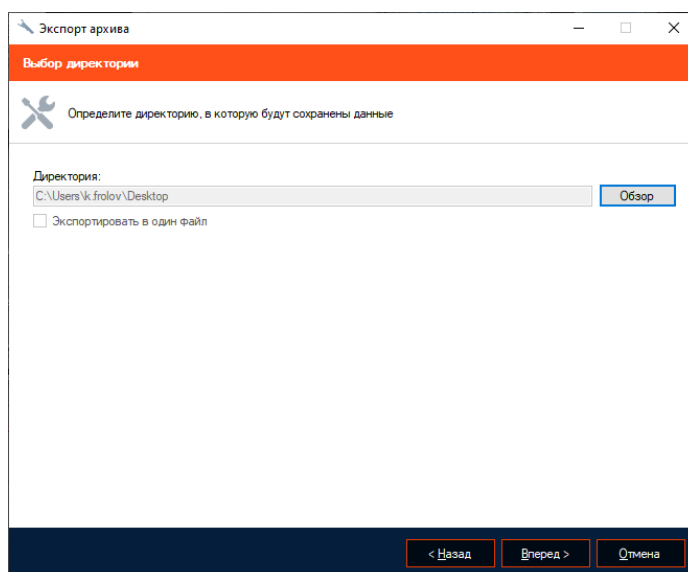 Экспорт архива
Выбор директории
Определите директорию, в которую будут сохранены данные
Директория:
C:\Users\k.frolov\Desktop
Обзор
Экспортировать в один файл
< Назад
Вперед >
Отмена